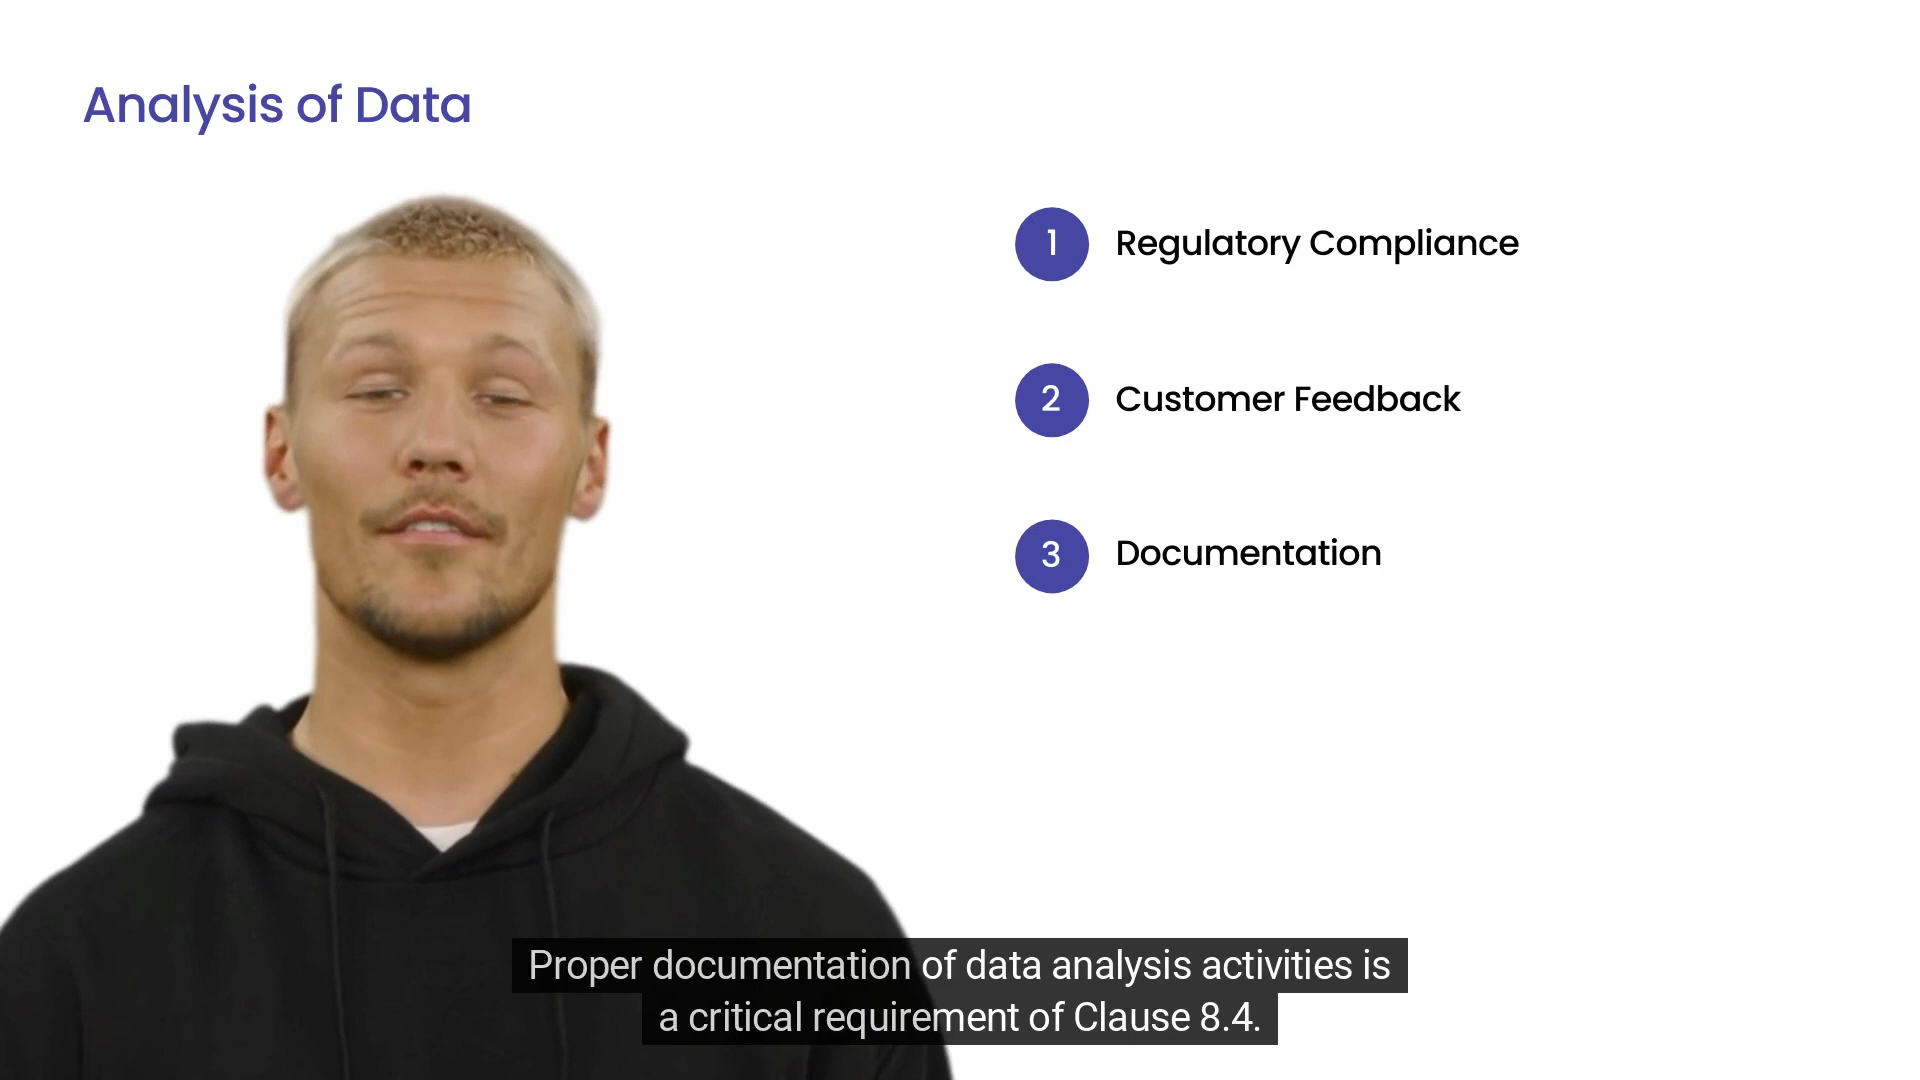 Analysis of Data
1 Regulatory Compliance
2 Customer Feedback
3 Documentation
Proper documentation of data analysis activities is
a critical requirement of Clause 8.4.